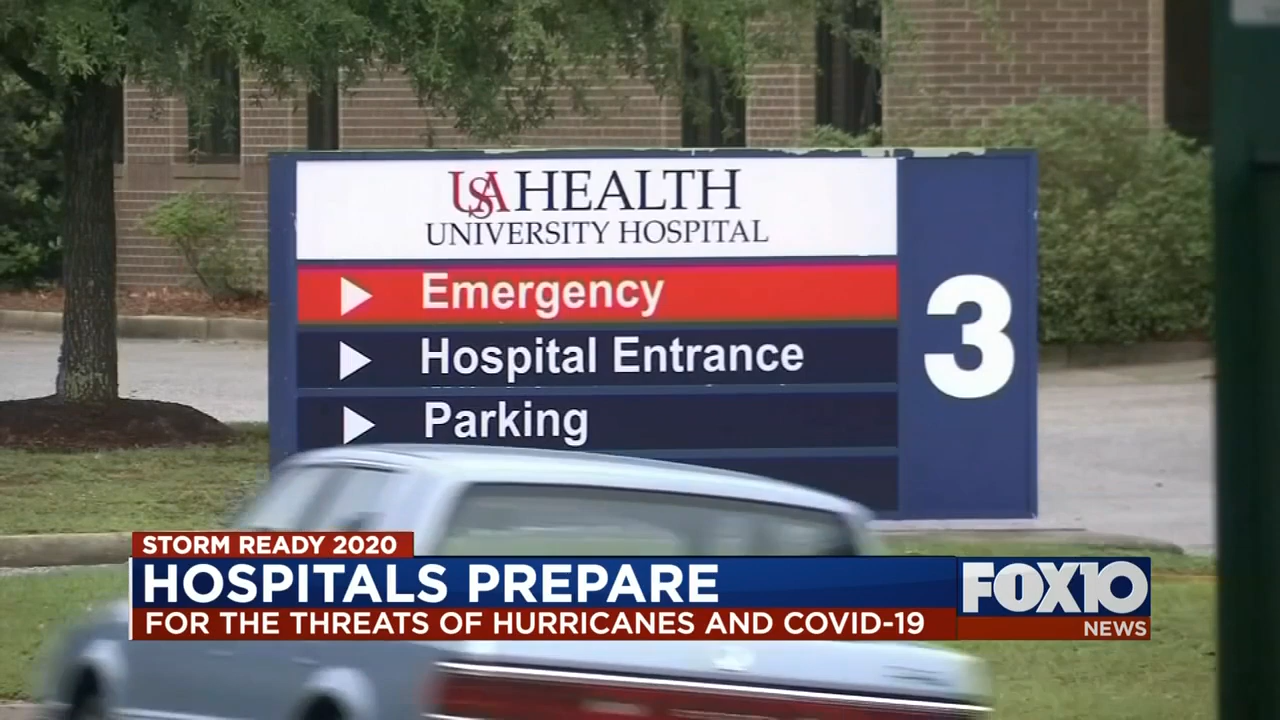 USA HEALTH
UNIVERSITY HOSPITAL
Emergency
Hospital Entrance
Parking
3
STORM READY 2020
HOSPITALS PREPARE
FOR THE THREATS OF HURRICANES AND COVID-19
FOX10
NEWS